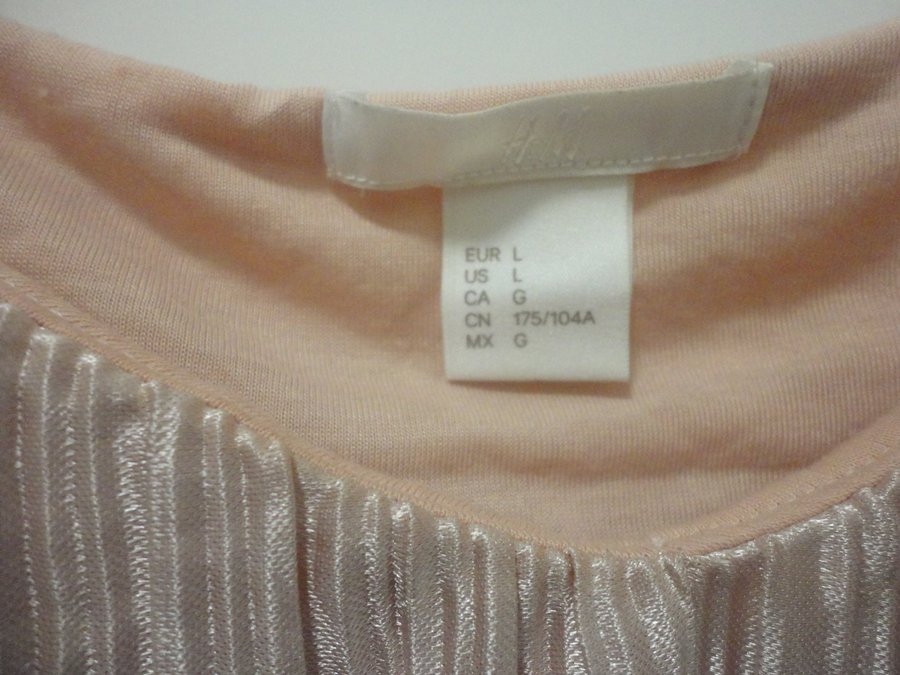 H&M
EUR L
US L
CA G
CN 175/104A
MX G